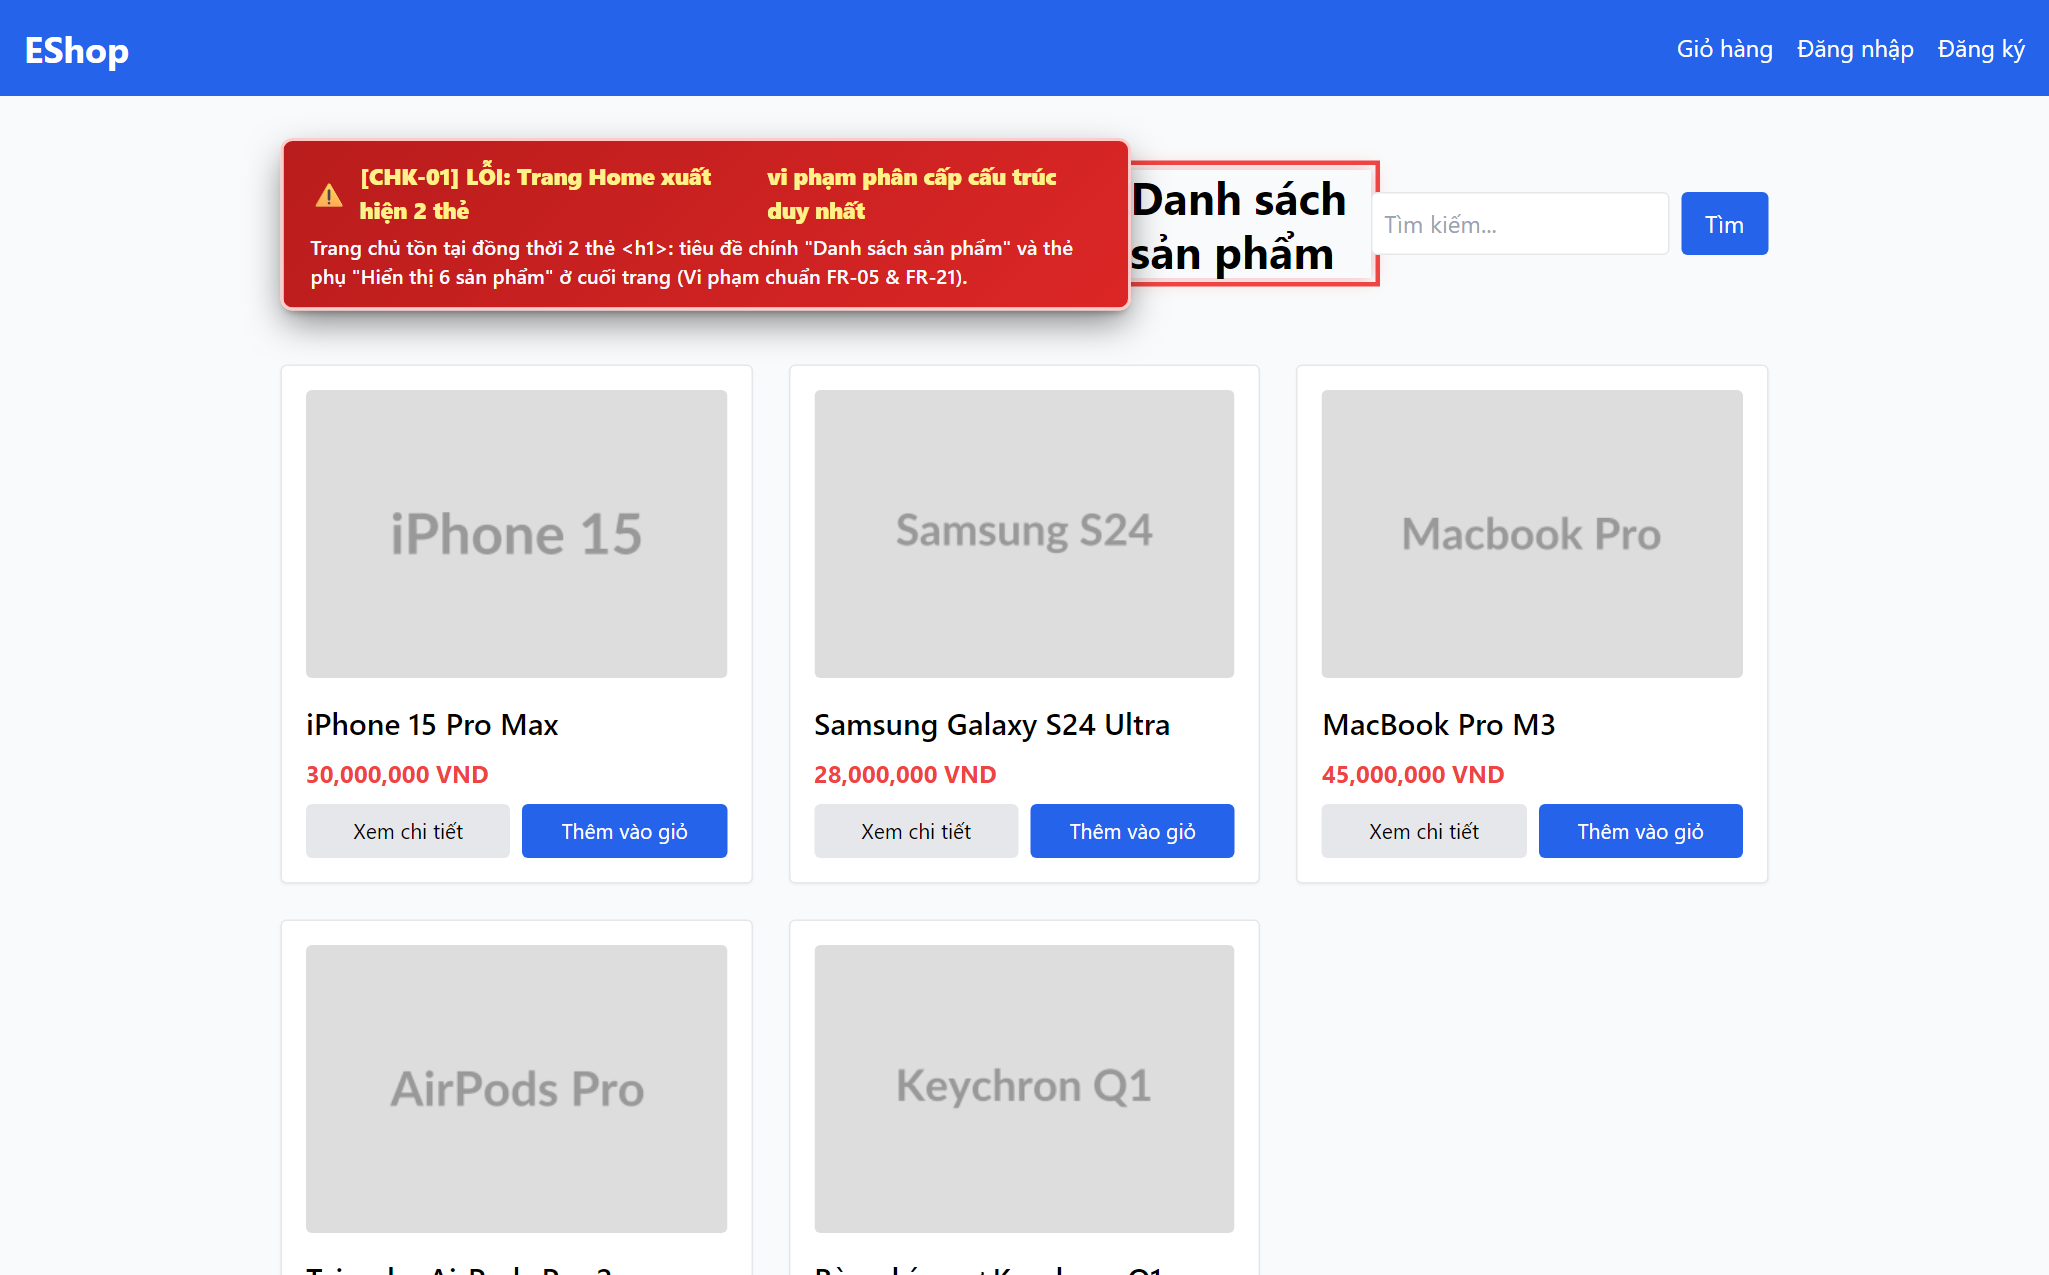 EShop
Giỏ hàng
Đăng nhập
Đăng ký
[CHK-01] LỖI: Trang Home xuất
hiện 2 thẻ
vi phạm phân cấp cấu trúc
duy nhất
Trang chủ tồn tại đồng thời 2 thẻ <h1>: tiêu đề chính "Danh sách sản phẩm" và thẻ
phụ "Hiển thị 6 sản phẩm" ở cuối trang (Vi phạm chuẩn FR-05 & FR-21).
Danh sách
sản phẩm
Tìm kiếm...
Tìm
iPhone 15
Samsung S24
Macbook Pro
iPhone 15 Pro Max
Samsung Galaxy S24 Ultra
MacBook Pro M3
30,000,000 VND
28,000,000 VND
45,000,000 VND
Xem chi tiết
Thêm vào giỏ
Xem chi tiết
Thêm vào giỏ
Xem chi tiết
Thêm vào giỏ
AirPods Pro
Keychron Q1